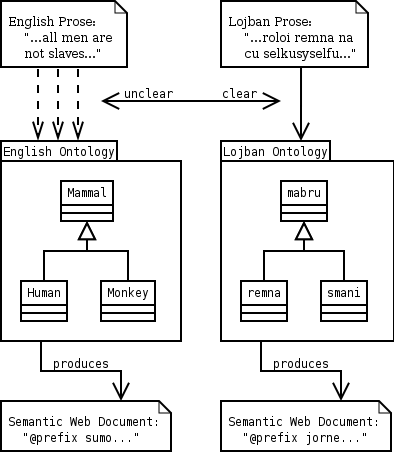 English Prose:
"...all men are
not slaves..."
Lojban Prose:
"...roloi remna na
cu selkusyselfu..."
unclear
clear
English Ontology
Mammal
Human
Monkey
Lojban Ontology
mabru
remna
smani
produces
produces
Semantic Web Document:
"@prefix sumo..."
Semantic Web Document:
"@prefix jorne..."